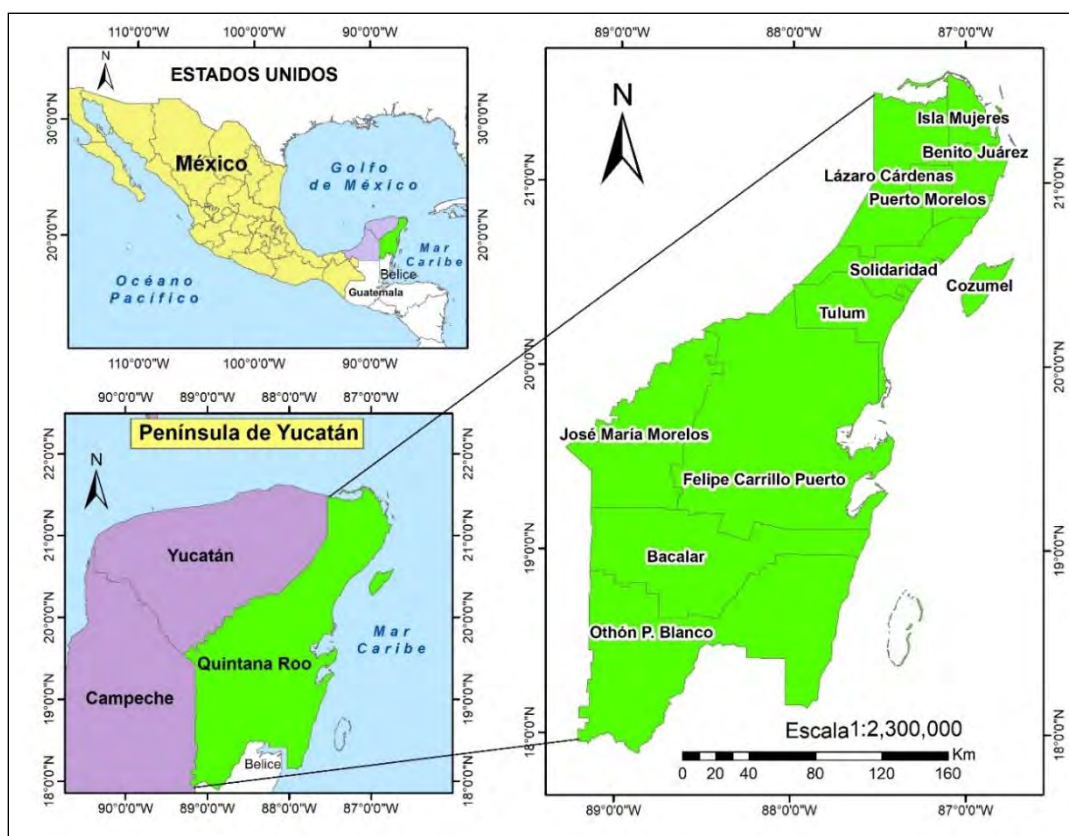 110°0'0"W 100°0'0"W 90°0'0"W
N
ESTADOS UNIDOS
30°0'0"N
30°0'0"N
México
Golfo
de México
20°0'0"N
20°0'0"N
Mar
Caribe
Belice
Guatemala
Océano
Pacífico
110°0'0"W 100°0'0"W 90°0'0"W
90°0'0"W 89°0'0"W 88°0'0"W 87°0'0"W
Península de Yucatán
N
22°0'0"N
22°0'0"N
21°0'0"N
21°0'0"N
Yucatán
20°0'0"N
20°0'0"N
Mar
Caribe
Quintana Roo
Campeche
19°0'0"N
19°0'0"N
Belice
18°0'0"N
18°0'0"N
90°0'0"W 89°0'0"W 88°0'0"W 87°0'0"W
89°0'0"W 88°0'0"W 87°0'0"W
N
Isla Mujeres
Benito Juárez
Lázaro Cárdenas
21°0'0"N
21°0'0"N
Puerto Morelos
Solidaridad
Cozumel
Tulum
20°0'0"N
20°0'0"N
José María Morelos
Felipe Carrillo Puerto
19°0'0"N
19°0'0"N
Bacalar
Othón P. Blanco
Escala1:2,300,000
18°0'0"N
18°0'0"N
Km
0 20 40 80 120 160
89°0'0"W 88°0'0"W 87°0'0"W